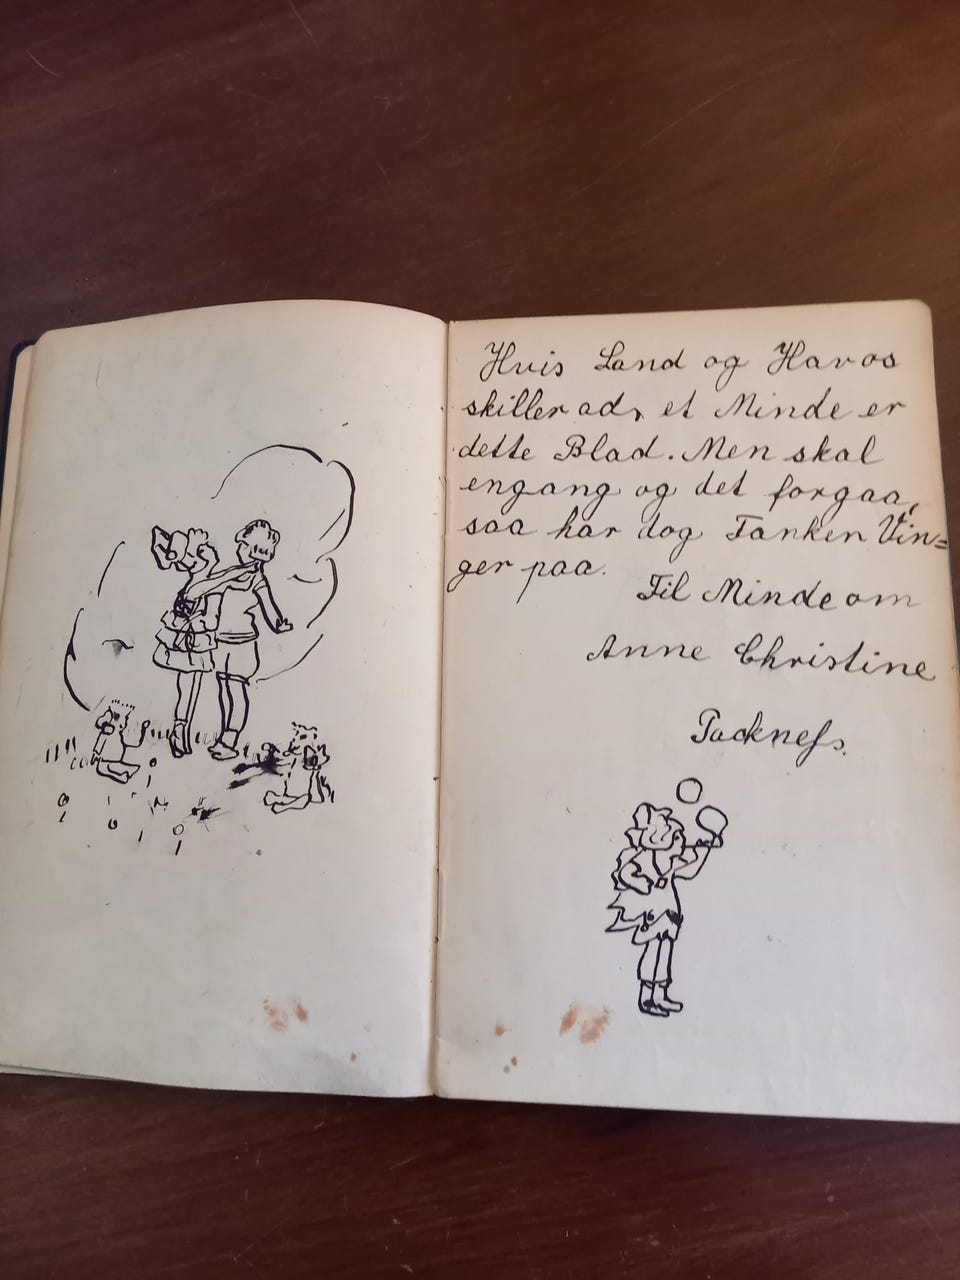 Hvis Land og Hav os
skiller ad, et Minde er
dette Blad. Men skal
engang og det forgaa,
saa har dog Tanken Vin=
ger paa.
Til Minde om
Anne Christine
Tacknefs.